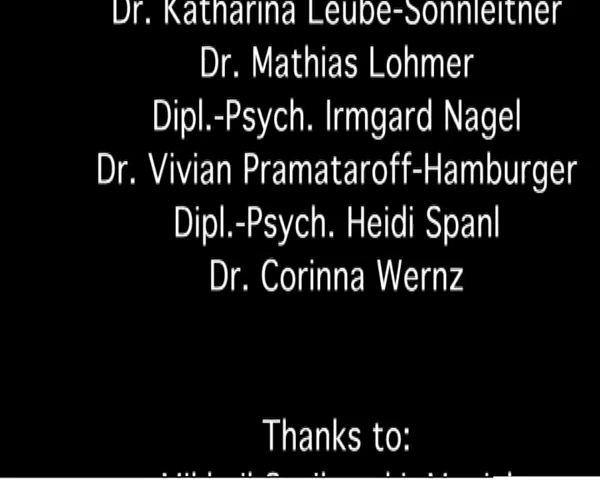 Dr. Katharina Leube-Sonnleitner
Dr. Mathias Lohmer
Dipl.-Psych. Irmgard Nagel
Dr. Vivian Pramataroff-Hamburger
Dipl.-Psych. Heidi Spanl
Dr. Corinna Wernz
Thanks to: